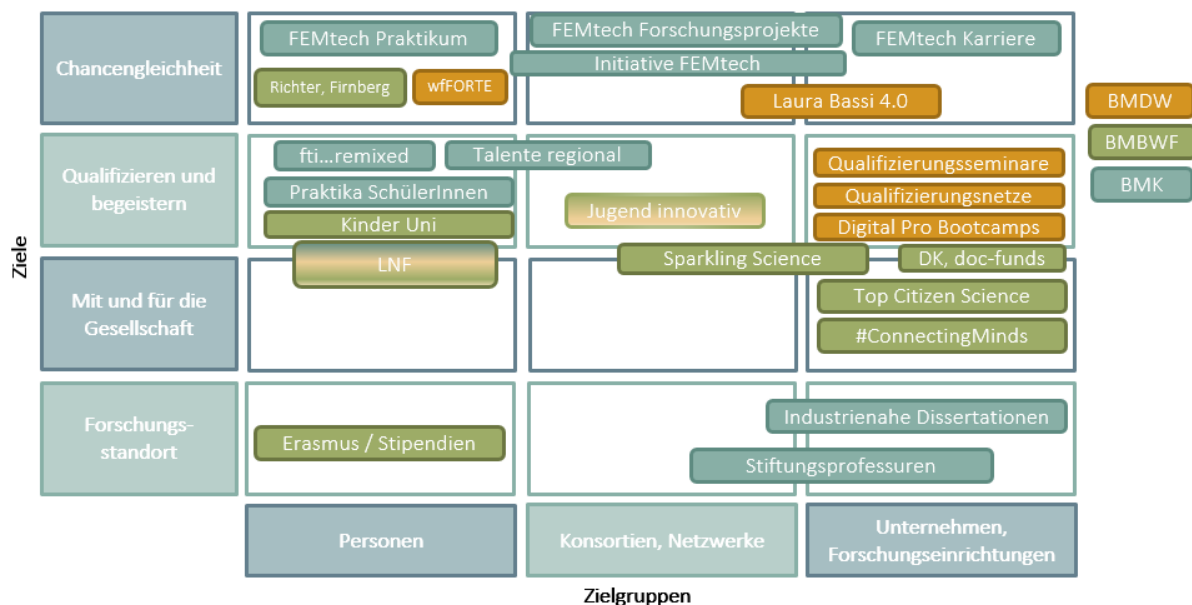 FEMtech Praktikum
FEMtech Forschungsprojekte
FEMtech Karriere
Chancengleichheit
Initiative FEMtech
Richter, Firnberg
wfFORTE
Laura Bassi 4.0
BMDW
BMBWF
BMK
fti...remixed
Talente regional
Qualifizierungsseminare
Qualifizieren und
begeistern
Praktika SchülerInnen
Qualifizierungsnetze
Jugend innovativ
Kinder Uni
Digital Pro Bootcamps
Ziele
LNF
Sparkling Science
DK, doc-funds
Mit und für die
Gesellschaft
Top Citizen Science
#ConnectingMinds
Forschungs-
standort
Industrienahe Dissertationen
Erasmus / Stipendien
Stiftungsprofessuren
Personen
Konsortien, Netzwerke
Unternehmen,
Forschungseinrichtungen
Zielgruppen